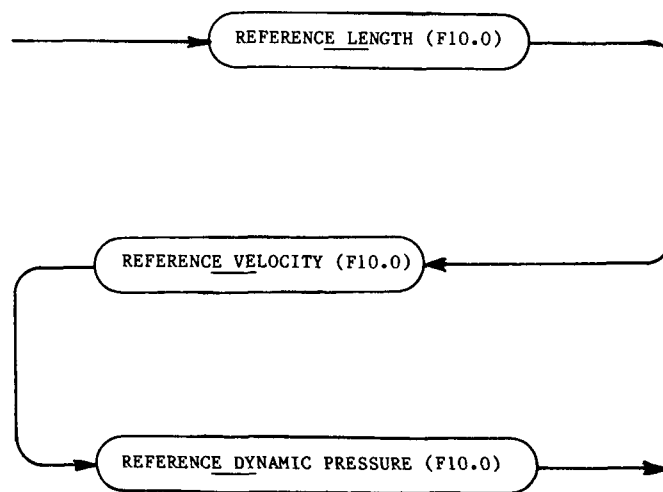 REFERENCE LENGTH (F10.0)
REFERENCE VELOCITY (F10.0)
REFERENCE DYNAMIC PRESSURE (F10.0)